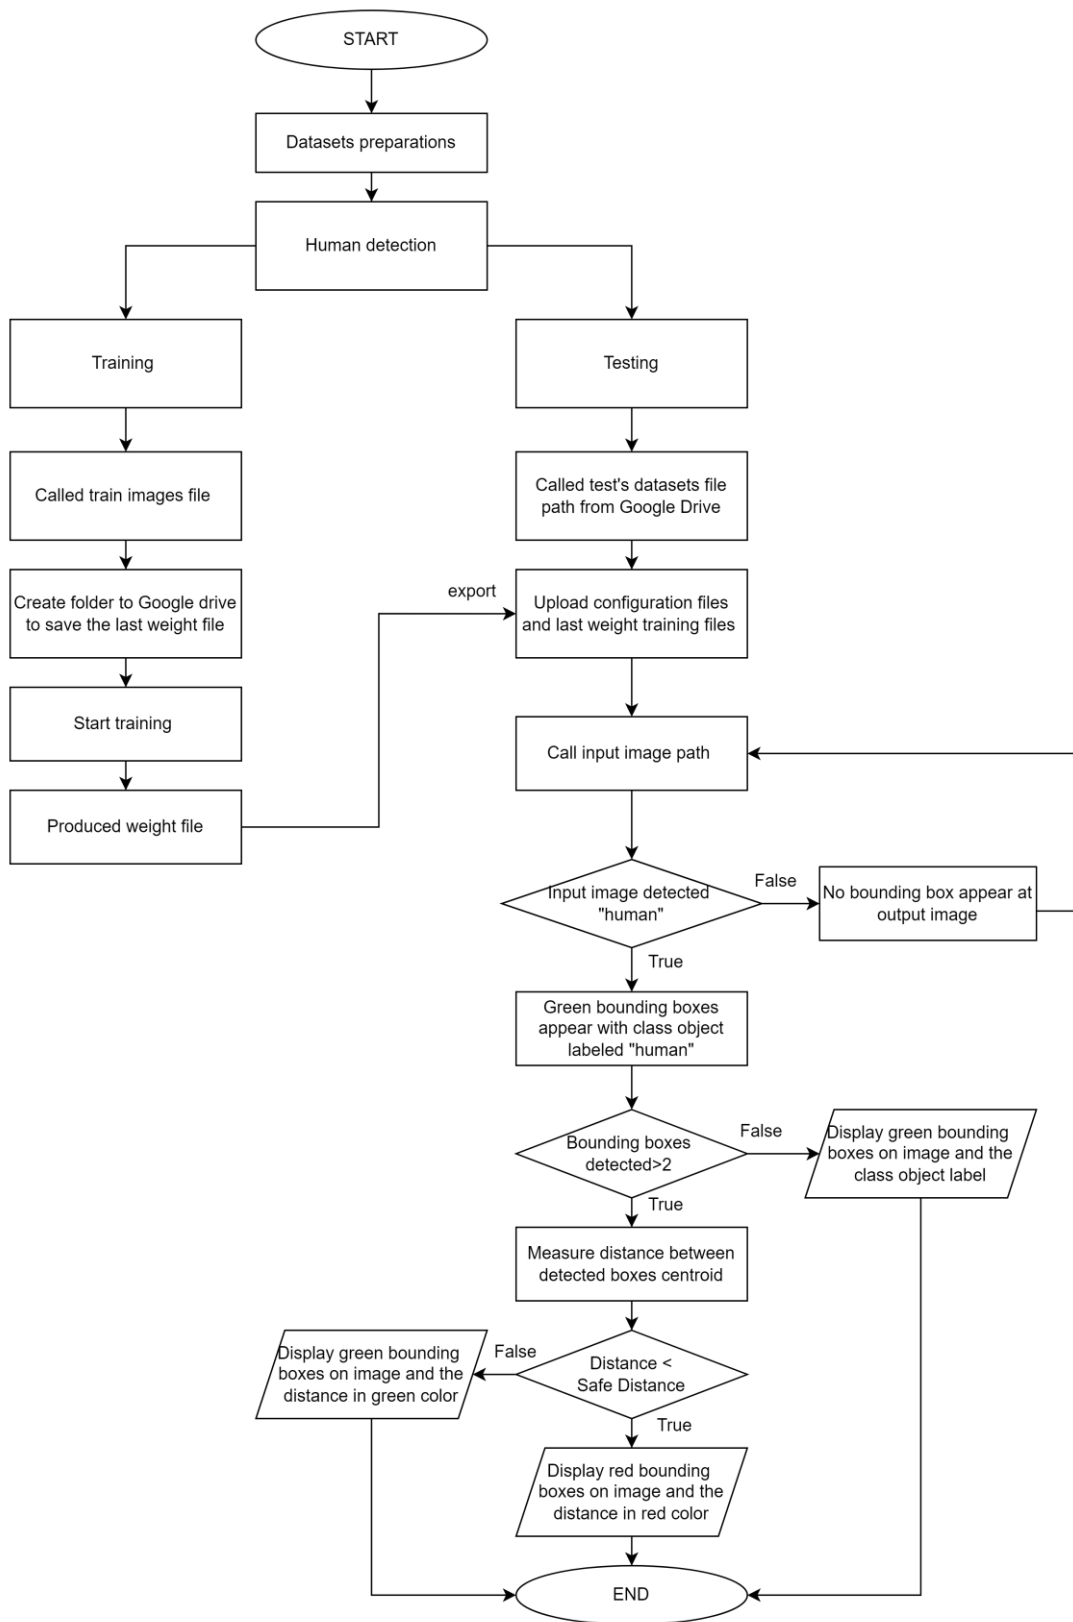 START
Datasets preparations
Human detection
Training
Testing
Called train images file
Called test's datasets file
path from Google Drive
Create folder to Google drive
to save the last weight file
export
Upload configuration files
and last weight training files
Start training
Call input image path
Produced weight file
Input image detected
"human"
False
No bounding box appear at
output image
True
Green bounding boxes
appear with class object
labeled "human"
Bounding boxes
detected>2
False
Display green bounding
boxes on image and the
class object label
True
Measure distance between
detected boxes centroid
Distance <
Safe Distance
False
Display green bounding
boxes on image and the
distance in green color
True
Display red bounding
boxes on image and the
distance in red color
END